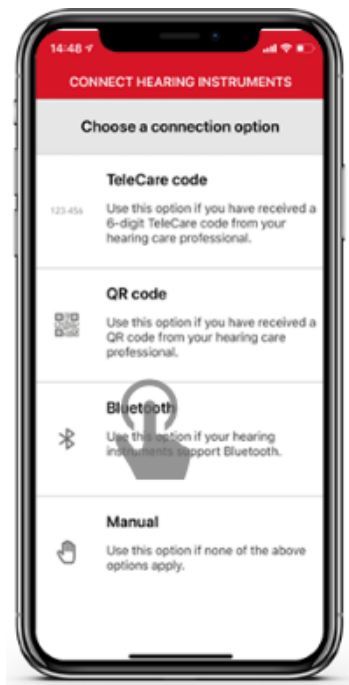 14:48
CONNECT HEARING INSTRUMENTS
Choose a connection option
TeleCare code
123-456
Use this option if you have received a
6-digit TeleCare code from your
hearing care professional.
QR code
Use this option if you have received a
QR code from your hearing care
professional.
Bluetooth
Use this option if your hearing
instruments support Bluetooth.
Manual
Use this option if none of the above
options apply.